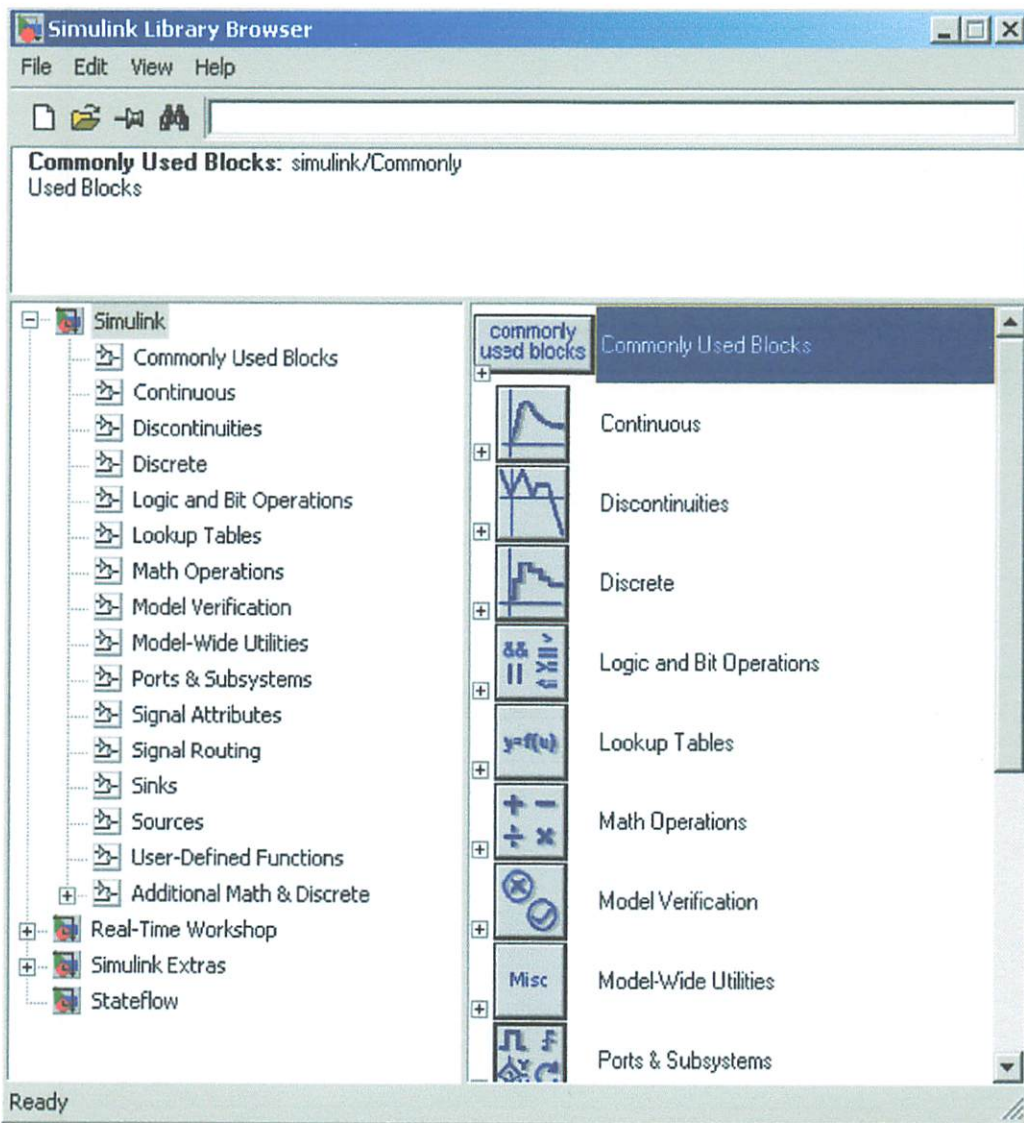 Simulink Library Browser
File Edit View Help
Commonly Used Blocks: simulink/Commonly
Used Blocks
Simulink
Commonly Used Blocks
Continuous
Discontinuities
Discrete
Logic and Bit Operations
Lookup Tables
Math Operations
Model Verification
Model-Wide Utilities
Ports & Subsystems
Signal Attributes
Signal Routing
Sinks
Sources
User-Defined Functions
Additional Math & Discrete
Real-Time Workshop
Simulink Extras
Stateflow
commonly
used blocks
Commonly Used Blocks
Continuous
Discontinuities
Discrete
&& >
|| >=
<=
Logic and Bit Operations
y=f(u)
Lookup Tables
+ −
÷ ×
Math Operations
Model Verification
Misc
Model-Wide Utilities
Ports & Subsystems
Ready